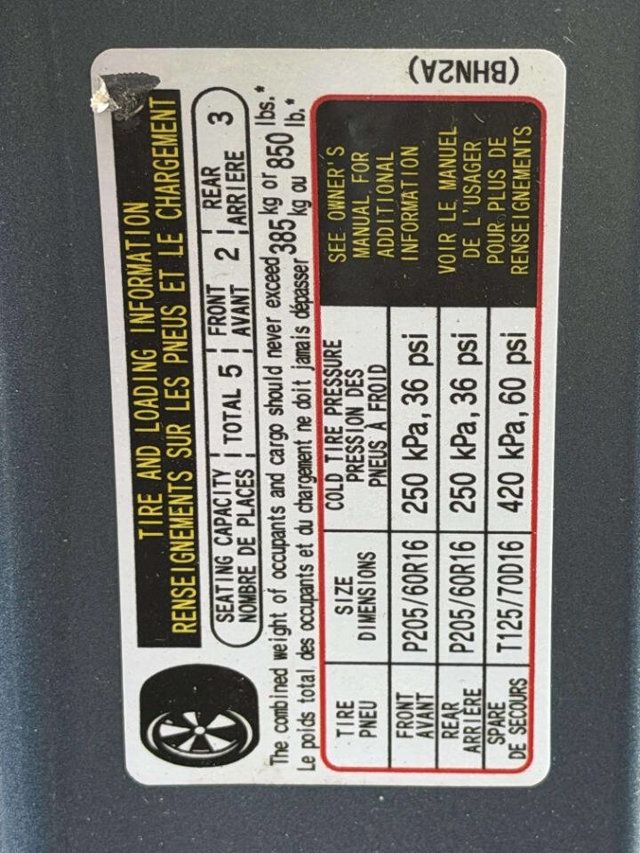 TIRE AND LOADING INFORMATION
RENSEIGNEMENTS SUR LES PNEUS ET LE CHARGEMENT
SEATING CAPACITY TOTAL 5 FRONT 2 REAR 3
NOMBRE DE PLACES AVANT ARRIERE
The combined weight of occupants and cargo should never exceed 385 kg or 850 lbs.*
Le poids total des occupants et du chargement ne doit jamais dépasser kg ou lb.*
TIRE SIZE COLD TIRE PRESSURE SEE OWNER'S
PNEU DIMENSIONS PRESSION DES MANUAL FOR
PNEUS À FROID ADDITIONAL
INFORMATION
FRONT P205/60R16 250 kPa, 36 psi
AVANT
REAR P205/60R16 250 kPa, 36 psi
ARRIERE
SPARE T125/70D16 420 kPa, 60 psi
DE SECOURS
VOIR LE MANUEL
DE L'USAGER
POUR PLUS DE
RENSEIGNEMENTS
(BHN2A)